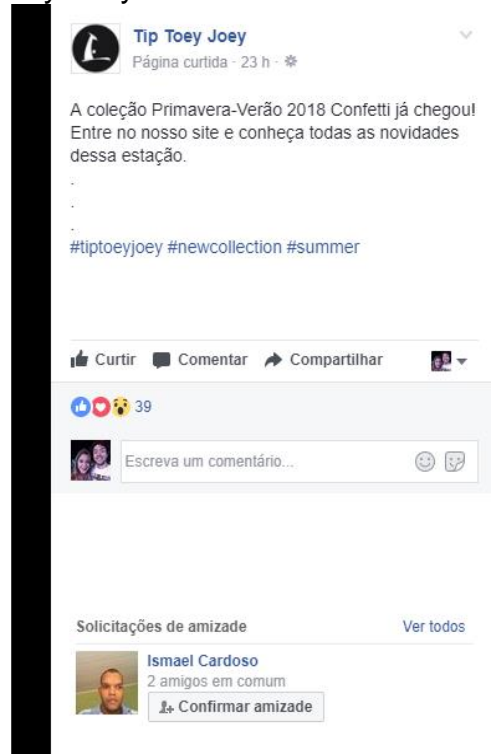 Tip Toey Joey
Página curtida · 23 h ·
A coleção Primavera-Verão 2018 Confetti já chegou!
Entre no nosso site e conheça todas as novidades
dessa estação.
.
.
.
#tiptoeyjoey #newcollection #summer
Curtir Comentar Compartilhar
39
Escreva um comentário...
Solicitações de amizade Ver todos
Ismael Cardoso
2 amigos em comum
Confirmar amizade